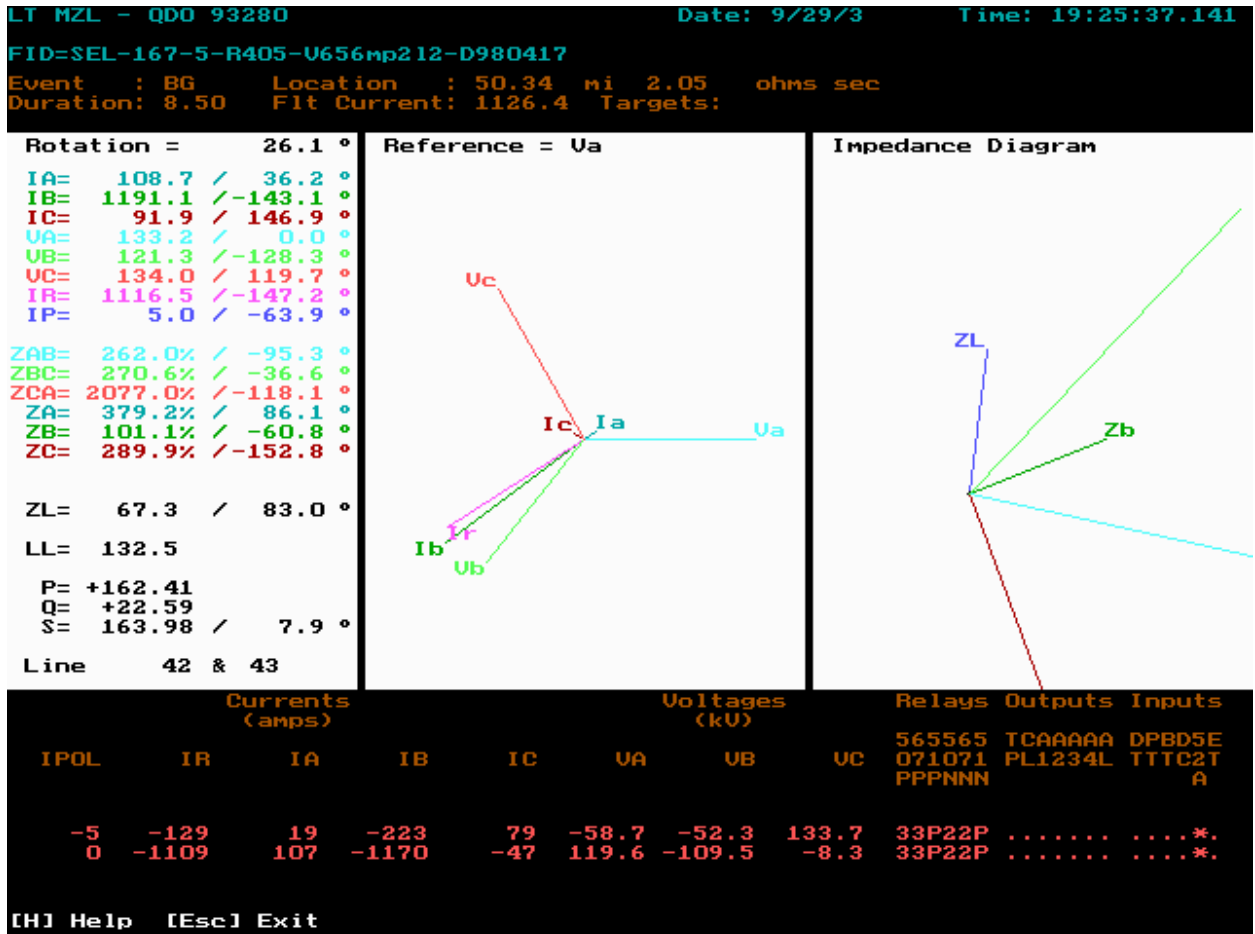 LT MZL - QDO 93280 Date: 9/29/3 Time: 19:25:37.141
FID=SEL-167-5-R405-V656mp2l2-D980417
Event : BG Location : 50.34 mi 2.05 ohms sec
Duration: 8.50 Flt Current: 1126.4 Targets:
Rotation = 26.1 °
IA= 108.7 / 36.2 °
IB= 1191.1 /-143.1 °
IC= 91.9 / 146.9 °
VA= 133.2 / 0.0 °
VB= 121.3 /-128.3 °
VC= 134.0 / 119.7 °
IR= 1116.5 /-147.2 °
IP= 5.0 / -63.9 °
ZAB= 262.0% / -95.3 °
ZBC= 270.6% / -36.6 °
ZCA= 2077.0% /-118.1 °
ZA= 379.2% / 86.1 °
ZB= 101.1% / -60.8 °
ZC= 289.9% /-152.8 °
ZL= 67.3 / 83.0 °
LL= 132.5
P= +162.41
Q= +22.59
S= 163.98 / 7.9 °
Line 42 & 43
Reference = Va
Vc
Ic
Ia
Va
Ir
Ib
Vb
Impedance Diagram
ZL
Zb
Currents Voltages Relays Outputs Inputs
(amps) (kV)
565565 TCAAAAA DPBD5E
IPOL IR IA IB IC VA VB VC 071071 PL1234L TTTC2T
PPPNNN A
-5 -129 19 -223 79 -58.7 -52.3 133.7 33P22P ....... ....*.
0 -1109 107 -1170 -47 119.6 -109.5 -8.3 33P22P ....... ....*.
[H] Help [Esc] Exit